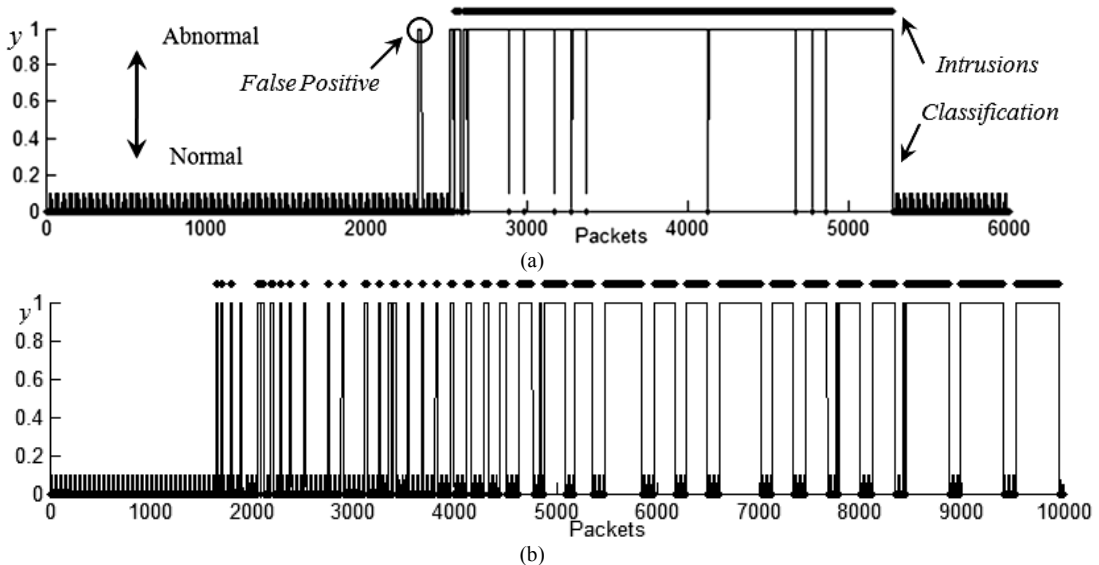 y
1
0.8
0.6
0.4
0.2
0
Abnormal
Normal
False Positive
Intrusions
Classification
0 1000 2000 3000 4000 5000 6000
Packets
(a)
y
1
0.8
0.6
0.4
0.2
0
0 1000 2000 3000 4000 5000 6000 7000 8000 9000 10000
Packets
(b)